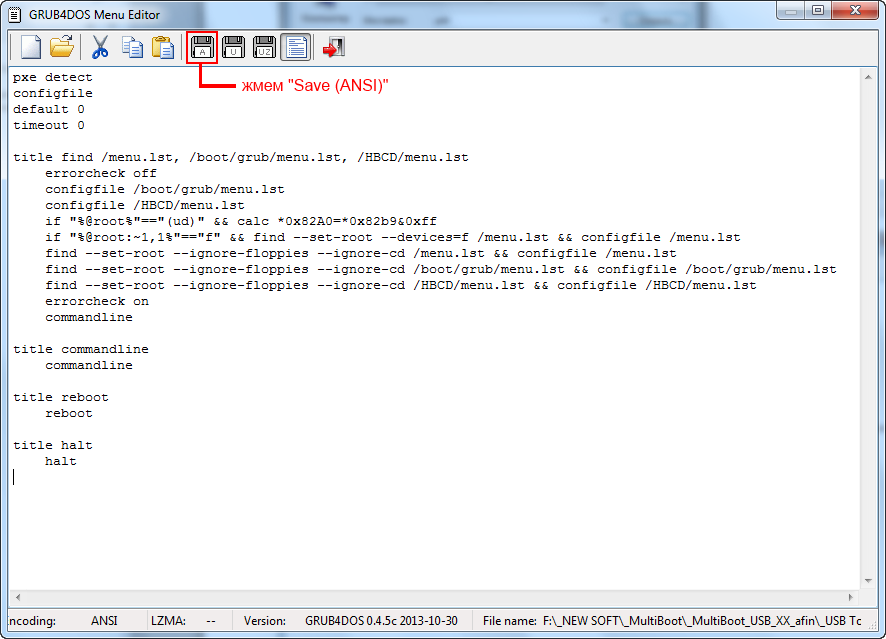 GRUB4DOS Menu Editor
A U UZ
жмем "Save (ANSI)"
pxe detect
configfile
default 0
timeout 0
title find /menu.lst, /boot/grub/menu.lst, /HBCD/menu.lst
errorcheck off
configfile /boot/grub/menu.lst
configfile /HBCD/menu.lst
if "%@root%"=="(ud)" && calc *0x82A0=*0x82b9&0xff
if "%@root:~1,1%"=="f" && find --set-root --devices=f /menu.lst && configfile /menu.lst
find --set-root --ignore-floppies --ignore-cd /menu.lst && configfile /menu.lst
find --set-root --ignore-floppies --ignore-cd /boot/grub/menu.lst && configfile /boot/grub/menu.lst
find --set-root --ignore-floppies --ignore-cd /HBCD/menu.lst && configfile /HBCD/menu.lst
errorcheck on
commandline
title commandline
commandline
title reboot
reboot
title halt
halt
ncoding: ANSI LZMA: -- Version: GRUB4DOS 0.4.5c 2013-10-30 File name: F:\_NEW SOFT\_MultiBoot\_MultiBoot_USB_XX_afin\_USB Tc